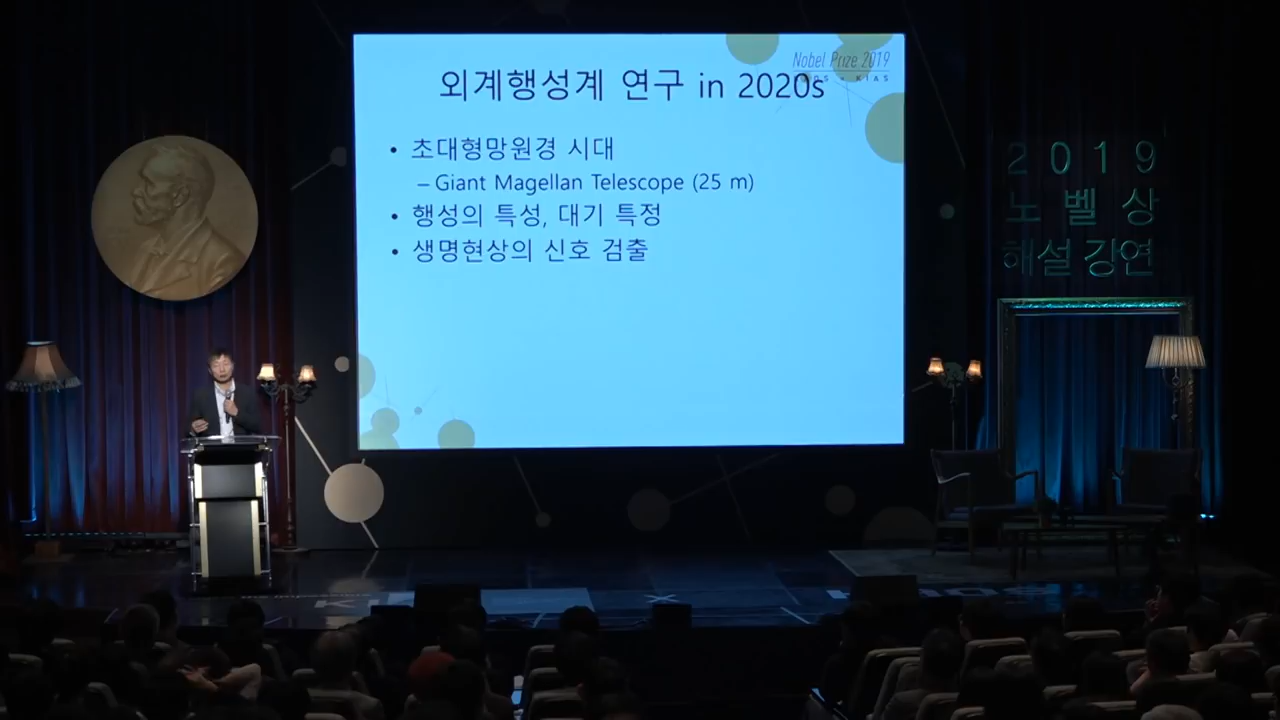 Nobel Prize 2019
KIAS
외계행성계 연구 in 2020s
• 초대형망원경 시대
– Giant Magellan Telescope (25 m)
• 행성의 특성, 대기 특정
• 생명현상의 신호 검출
2019
노벨상
해설 강연